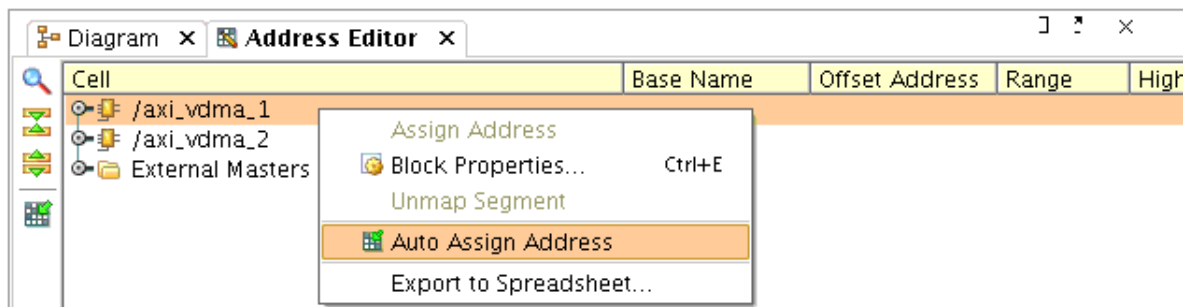 Diagram × Address Editor ×
Cell Base Name Offset Address Range High
/axi_vdma_1
/axi_vdma_2
External Masters
Assign Address
Block Properties... Ctrl+E
Unmap Segment
Auto Assign Address
Export to Spreadsheet...